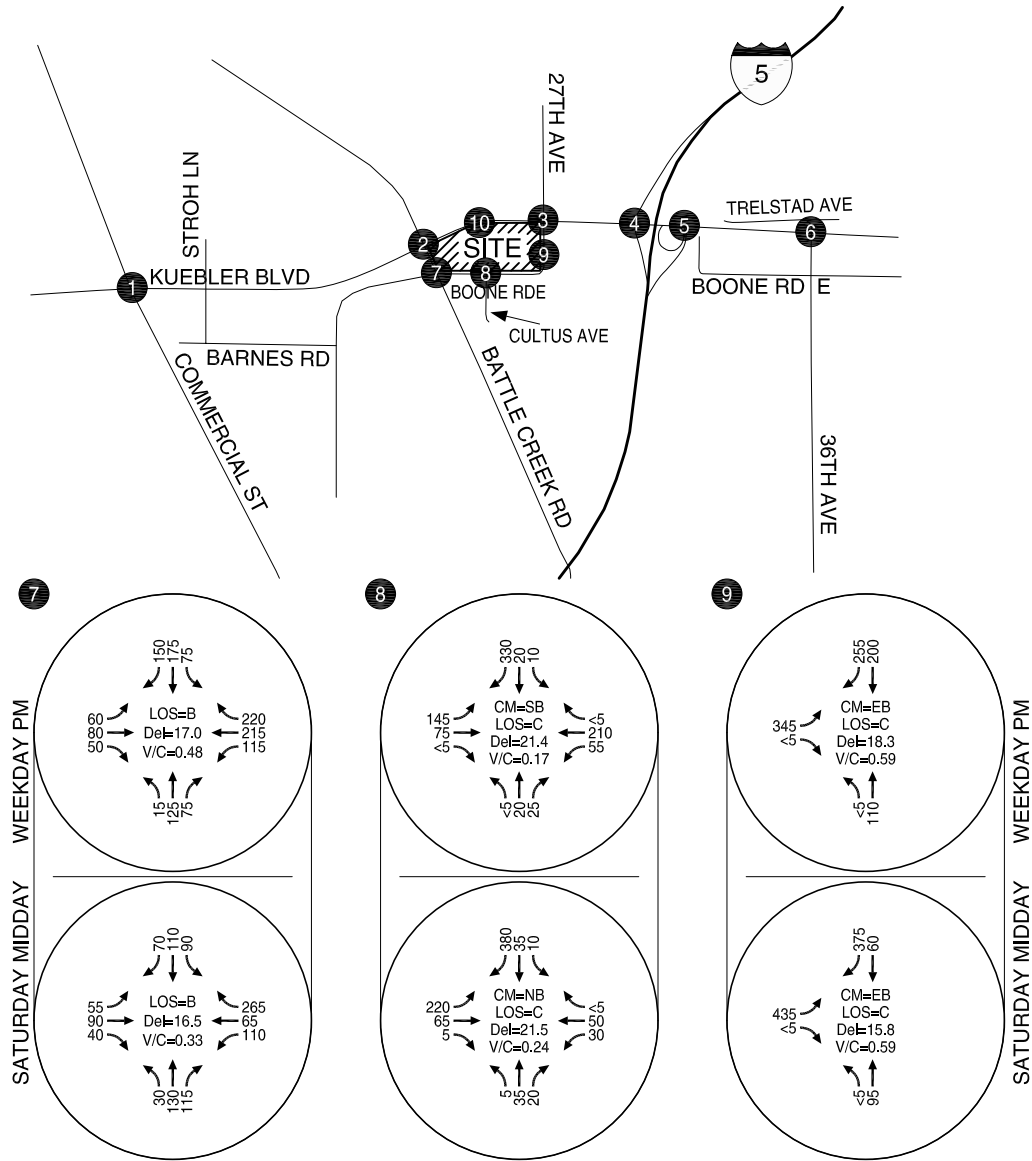 5
27TH AVE
STROH LN
TRELSTAD AVE
10
3
4
5
6
2
SITE
9
7
8
1
KUEBLER BLVD
BOONE RDE
BOONE RD E
CULTUS AVE
BARNES RD
COMMERCIAL ST
BATTLE CREEK RD
36TH AVE
7
8
9
WEEKDAY PM
150
175
75
60
80
50
LOS=B
Del=17.0
V/C=0.48
220
215
115
15
125
75
330
20
10
145
75
<5
CM=SB
LOS=C
Del=21.4
V/C=0.17
<5
210
55
<5
20
25
255
200
345
<5
CM=EB
LOS=C
Del=18.3
V/C=0.59
<5
110
WEEKDAY PM
SATURDAY MIDDAY
70
110
90
55
90
40
LOS=B
Del=16.5
V/C=0.33
265
65
110
30
130
115
380
35
10
220
65
5
CM=NB
LOS=C
Del=21.5
V/C=0.24
<5
50
30
5
35
20
375
60
435
<5
CM=EB
LOS=C
Del=15.8
V/C=0.59
<5
95
SATURDAY MIDDAY